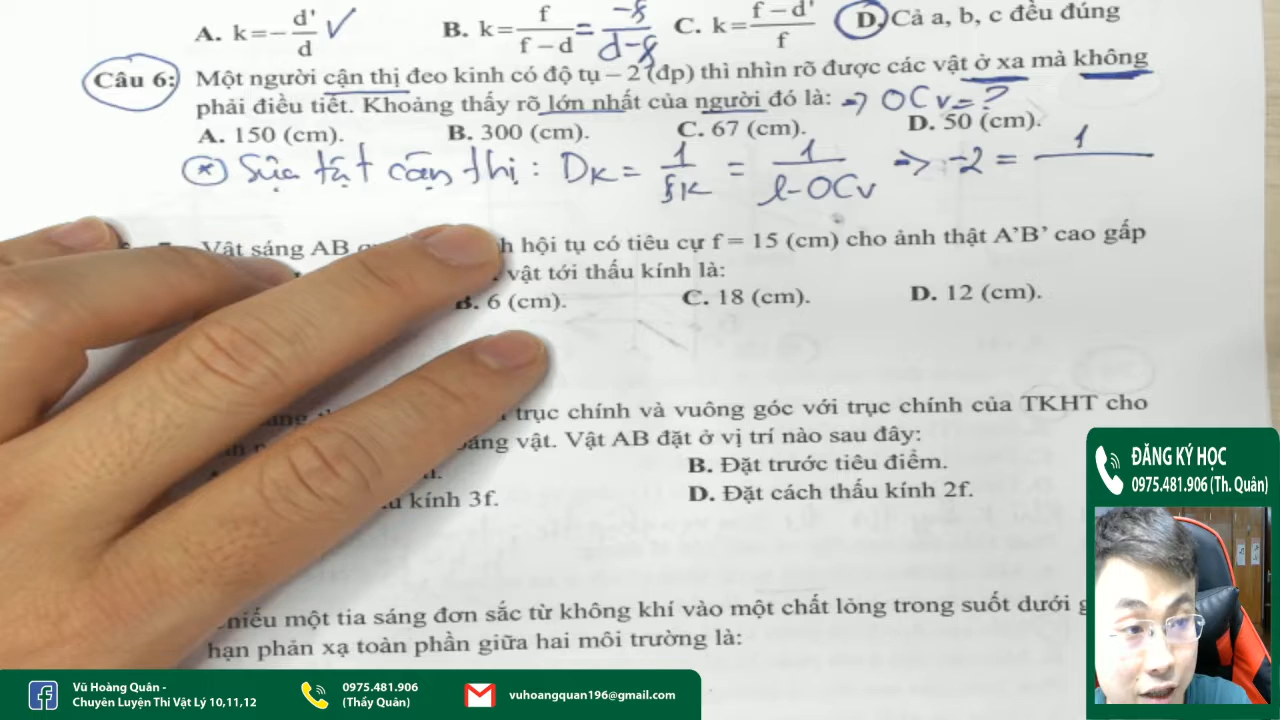 A. k=-d'/d ✓ B. k=f/(f-d) = -f/(d-f) C. k=(f-d')/f D. Cả a, b, c đều đúng
Câu 6: Một người cận thị đeo kinh có độ tụ – 2 (đp) thì nhìn rõ được các vật ở xa mà không
phải điều tiết. Khoảng thấy rõ lớn nhất của người đó là: => OCv = ?
A. 150 (cm). B. 300 (cm). C. 67 (cm). D. 50 (cm).
* Sửa tật cận thị: DK = 1/fK = 1/(l-OCv) => -2 = 1
Vật sáng AB hội tụ có tiêu cự f = 15 (cm) cho ảnh thật A'B' cao gấp
vật tới thấu kính là:
B. 6 (cm). C. 18 (cm). D. 12 (cm).
trục chính và vuông góc với trục chính của TKHT cho
vật. Vật AB đặt ở vị trí nào sau đây:
B. Đặt trước tiêu điểm.
kính 3f. D. Đặt cách thấu kính 2f.
một tia sáng đơn sắc từ không khí vào một chất lỏng trong suốt dưới
hạn phản xạ toàn phần giữa hai môi trường là:
ĐĂNG KÝ HỌC
0975.481.906 (Th. Quân)
Vũ Hoàng Quân -
Chuyên Luyện Thi Vật Lý 10,11,12
0975.481.906
(Thầy Quân)
vuhoangquan196@gmail.com